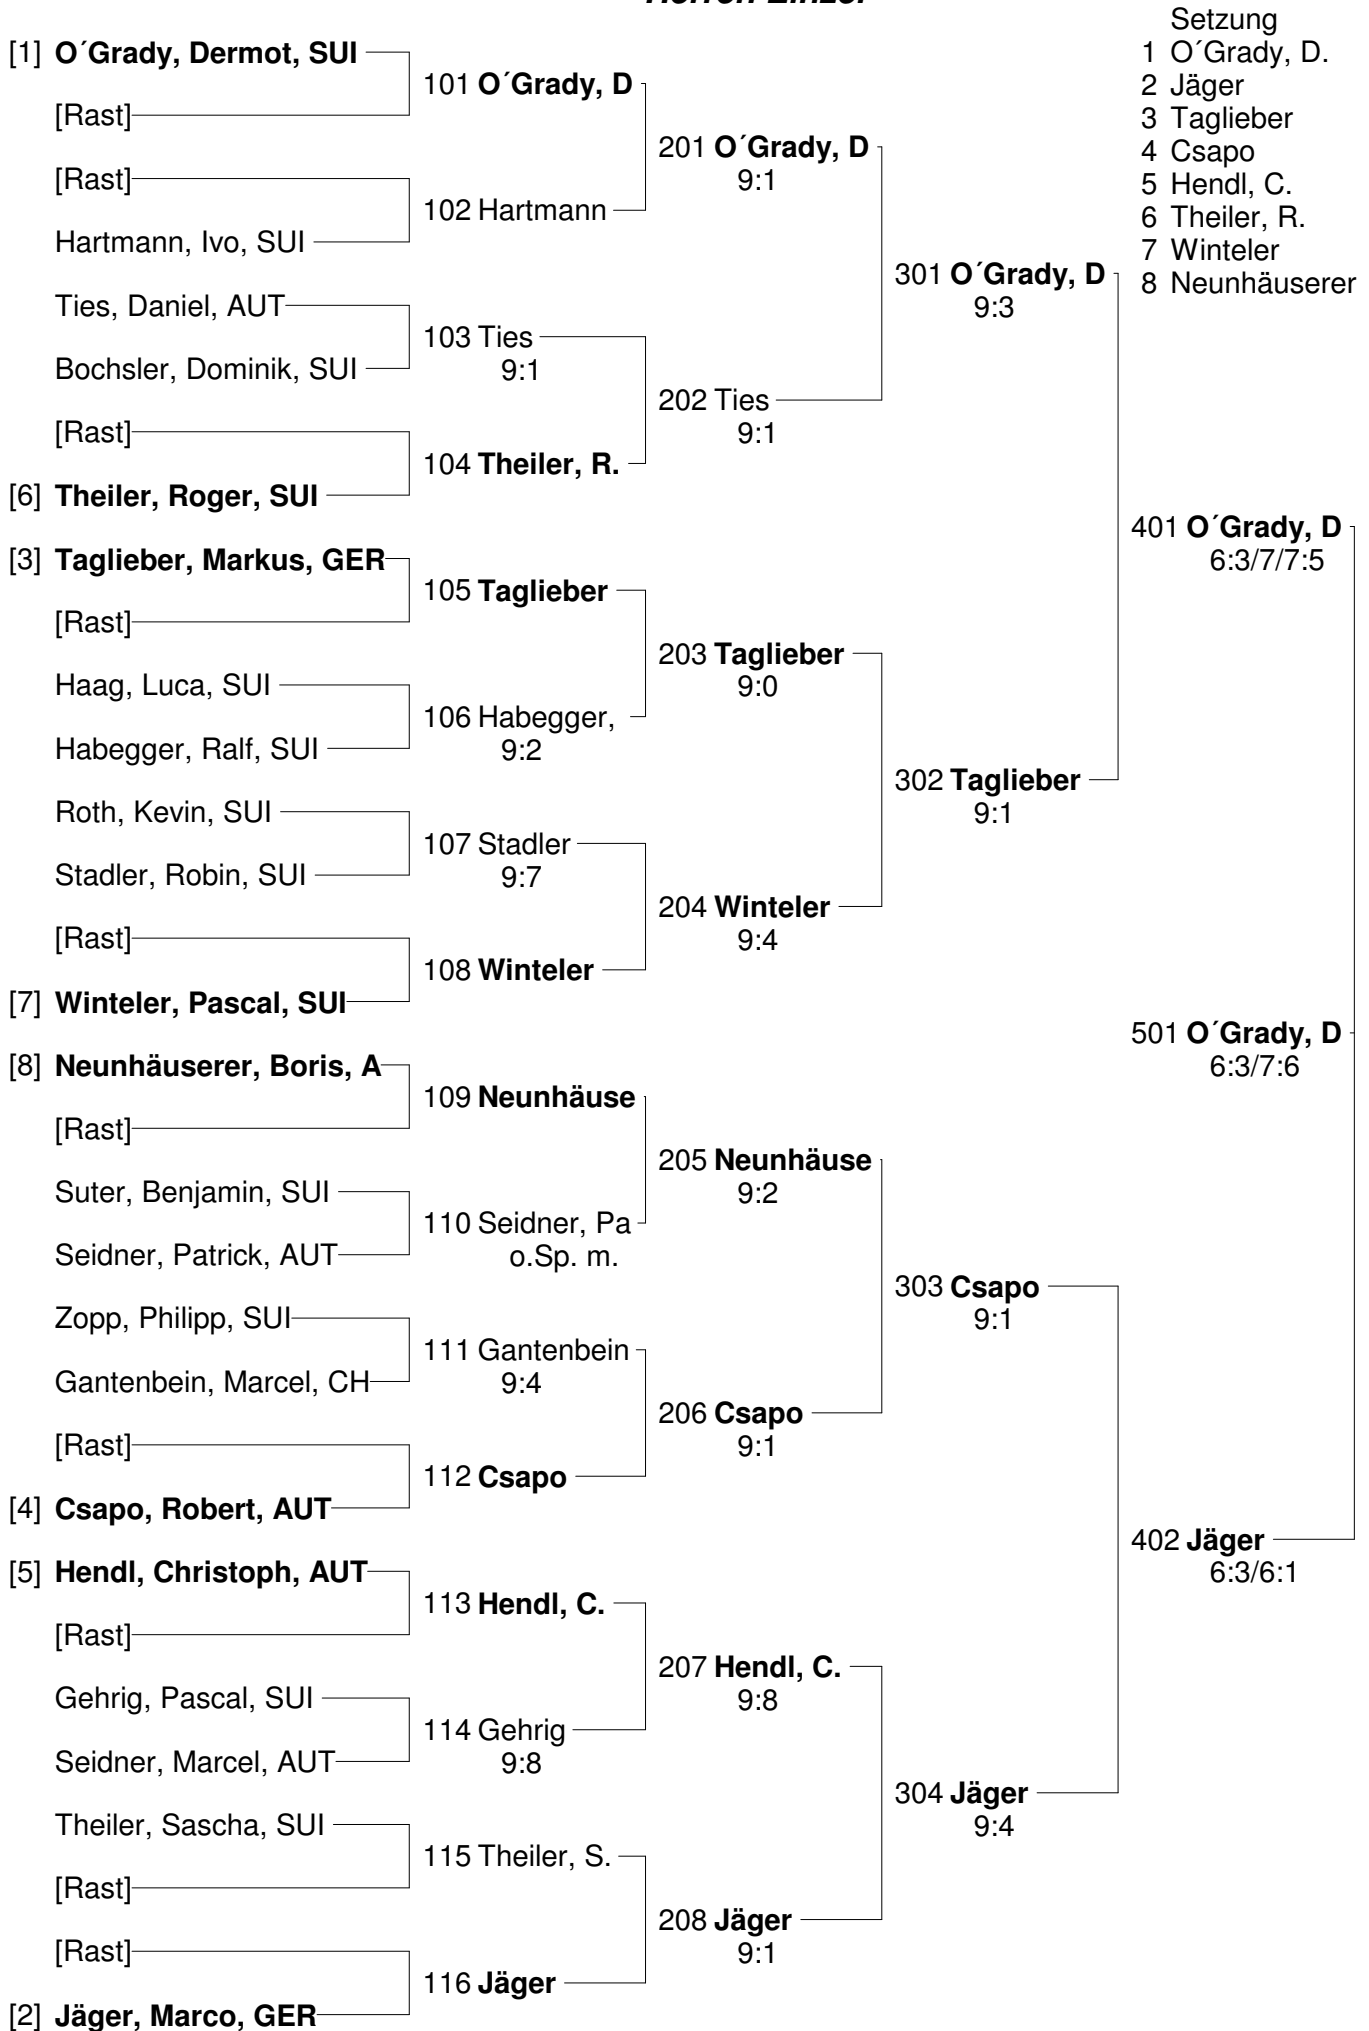 Herren Einzel
Setzung
1 O´Grady, D.
2 Jäger
3 Taglieber
4 Csapo
5 Hendl, C.
6 Theiler, R.
7 Winteler
8 Neunhäuserer
[1] O´Grady, Dermot, SUI
[Rast]
[Rast]
Hartmann, Ivo, SUI
Ties, Daniel, AUT
Bochsler, Dominik, SUI
[Rast]
[6] Theiler, Roger, SUI
[3] Taglieber, Markus, GER
[Rast]
Haag, Luca, SUI
Habegger, Ralf, SUI
Roth, Kevin, SUI
Stadler, Robin, SUI
[Rast]
[7] Winteler, Pascal, SUI
[8] Neunhäuserer, Boris, A
[Rast]
Suter, Benjamin, SUI
Seidner, Patrick, AUT
Zopp, Philipp, SUI
Gantenbein, Marcel, CH
[Rast]
[4] Csapo, Robert, AUT
[5] Hendl, Christoph, AUT
[Rast]
Gehrig, Pascal, SUI
Seidner, Marcel, AUT
Theiler, Sascha, SUI
[Rast]
[Rast]
[2] Jäger, Marco, GER
101 O´Grady, D
102 Hartmann
103 Ties
9:1
104 Theiler, R.
105 Taglieber
106 Habegger,
9:2
107 Stadler
9:7
108 Winteler
109 Neunhäuse
110 Seidner, Pa
o.Sp. m.
111 Gantenbein
9:4
112 Csapo
113 Hendl, C.
114 Gehrig
9:8
115 Theiler, S.
116 Jäger
201 O´Grady, D
9:1
202 Ties
9:1
203 Taglieber
9:0
204 Winteler
9:4
205 Neunhäuse
9:2
206 Csapo
9:1
207 Hendl, C.
9:8
208 Jäger
9:1
301 O´Grady, D
9:3
302 Taglieber
9:1
303 Csapo
9:1
304 Jäger
9:4
401 O´Grady, D
6:3/7/7:5
402 Jäger
6:3/6:1
501 O´Grady, D
6:3/7:6